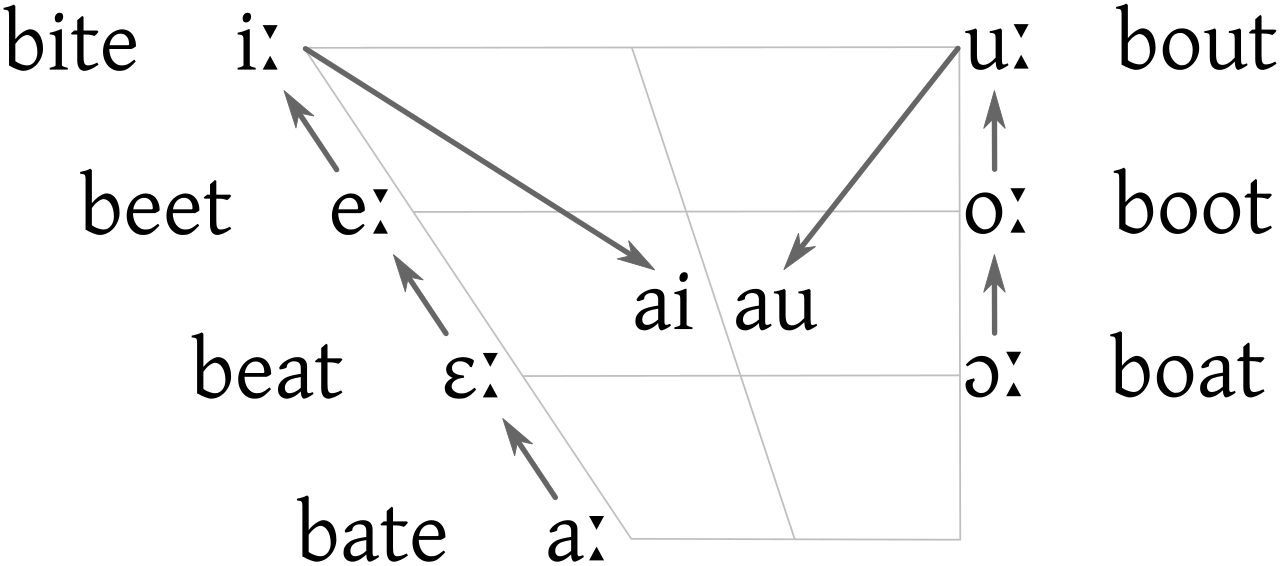 bite iː uː bout
beet eː oː boot
ai au
beat ɛː ɔː boat
bate aː